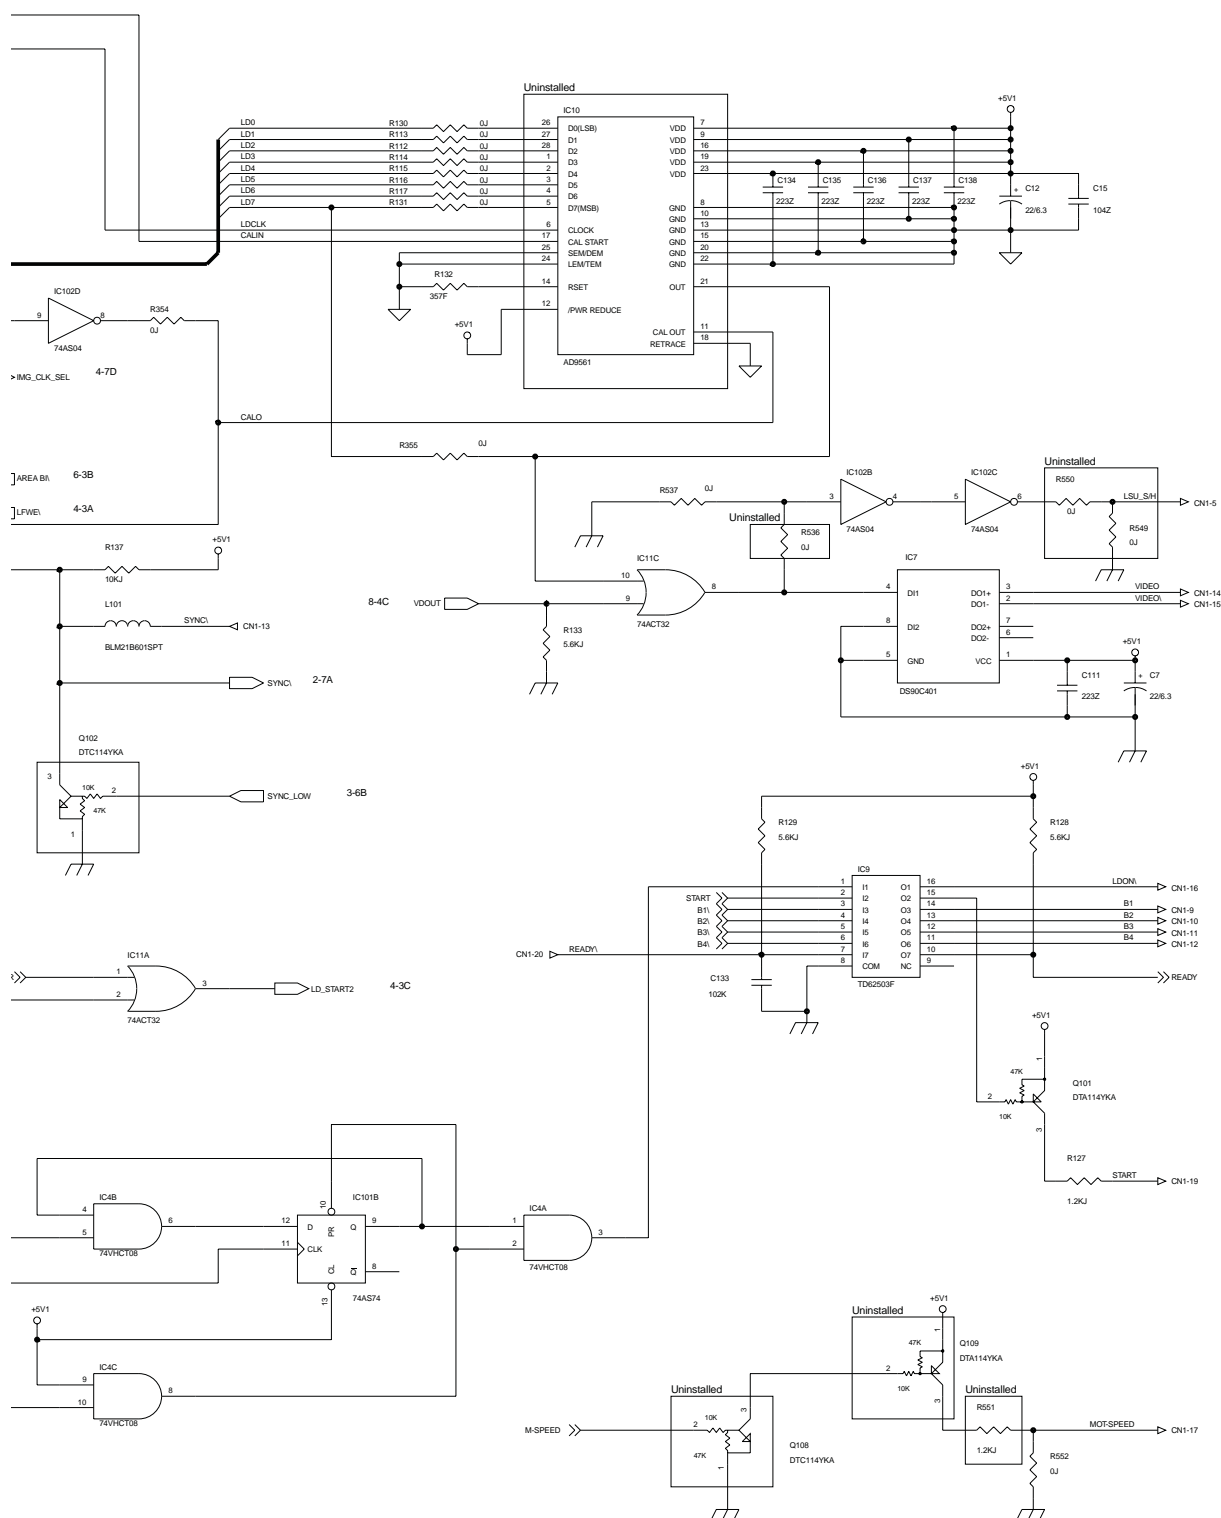 Uninstalled
IC10
+5V1
LD0 R130 0J 26 D0(LSB) VDD 7
LD1 R113 0J 27 D1 VDD 9
LD2 R112 0J 28 D2 VDD 16
LD3 R114 0J 1 D3 VDD 19
LD4 R115 0J 2 D4 VDD 23
LD5 R116 0J 3 D5
LD6 R117 0J 4 D6
LD7 R131 0J 5 D7(MSB) GND 8
C134 C135 C136 C137 C138 C12 C15
223Z 223Z 223Z 223Z 223Z + 22/6.3 104Z
GND 10
LDCLK 6 CLOCK GND 13
CALIN 17 CAL START GND 15
25 SEM/DEM GND 20
24 LEM/TEM GND 22
R132 357F 14 RSET OUT 21
12 /PWR REDUCE
+5V1
CAL OUT 11
RETRACE 18
AD9561
IC102D
9 8
74AS04
R354
0J
IMG_CLK_SEL 4-7D
CALO
R355 0J
AREA BI\ 6-3B
LFWE\ 4-3A
R537 0J
Uninstalled
R536
0J
IC102B
3 4
74AS04
IC102C
5 6
74AS04
Uninstalled
R550
0J
LSU_S/H CN1-5
R549
0J
R137
10KJ
+5V1
L101
BLM21B601SPT
SYNC\ CN1-13
SYNC\ 2-7A
8-4C VDOUT
R133
5.6KJ
IC11C
10
9
8
74ACT32
IC7
4 DI1 DO1+ 3 VIDEO CN1-14
DO1- 2 VIDEO\ CN1-15
8 DI2 DO2+ 7
DO2- 6
5 GND VCC 1
DS90C401
+5V1
C111
223Z
+ C7
22/6.3
Q102
DTC114YKA
3
10K 2
47K
1
SYNC_LOW 3-6B
+5V1
R129
5.6KJ
R128
5.6KJ
IC9
1 I1 O1 16 LDON\ CN1-16
START 2 I2 O2 15
B1\ 3 I3 O3 14 B1 CN1-9
B2\ 4 I4 O4 13 B2 CN1-10
B3\ 5 I5 O5 12 B3 CN1-11
B4\ 6 I6 O6 11 B4 CN1-12
CN1-20 READY\ 7 I7 O7 10
8 COM NC 9
TD62503F
READY
C133
102K
IC11A
1
2
3
74ACT32
LD_START2 4-3C
+5V1
1
47K
2
10K
3
Q101
DTA114YKA
R127
1.2KJ
START CN1-19
IC4B
4
5
6
74VHCT08
IC101B
10
12 D PR Q 9
11 CLK
CL Q 8
13
74AS74
IC4A
1
2
3
74VHCT08
+5V1
IC4C
9
10
8
74VHCT08
Uninstalled
+5V1
1
47K
2
10K
3
Q109
DTA114YKA
Uninstalled
M-SPEED
2 10K
3
47K
1
Q108
DTC114YKA
Uninstalled
R551
1.2KJ
MOT-SPEED CN1-17
R552
0J